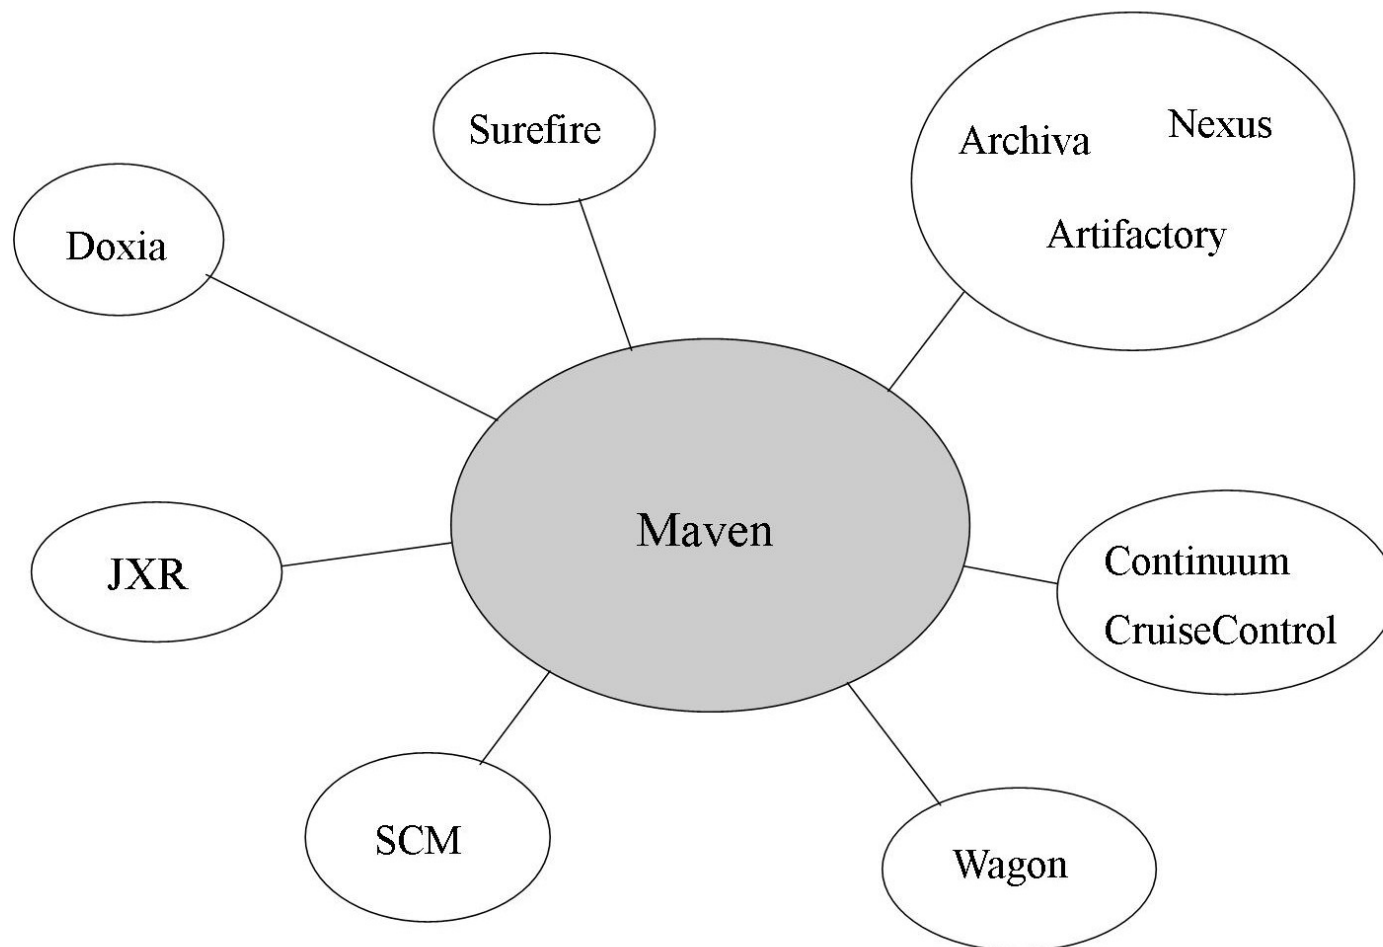 Surefire
Archiva
Nexus
Artifactory
Doxia
Maven
JXR
Continuum
CruiseControl
SCM
Wagon